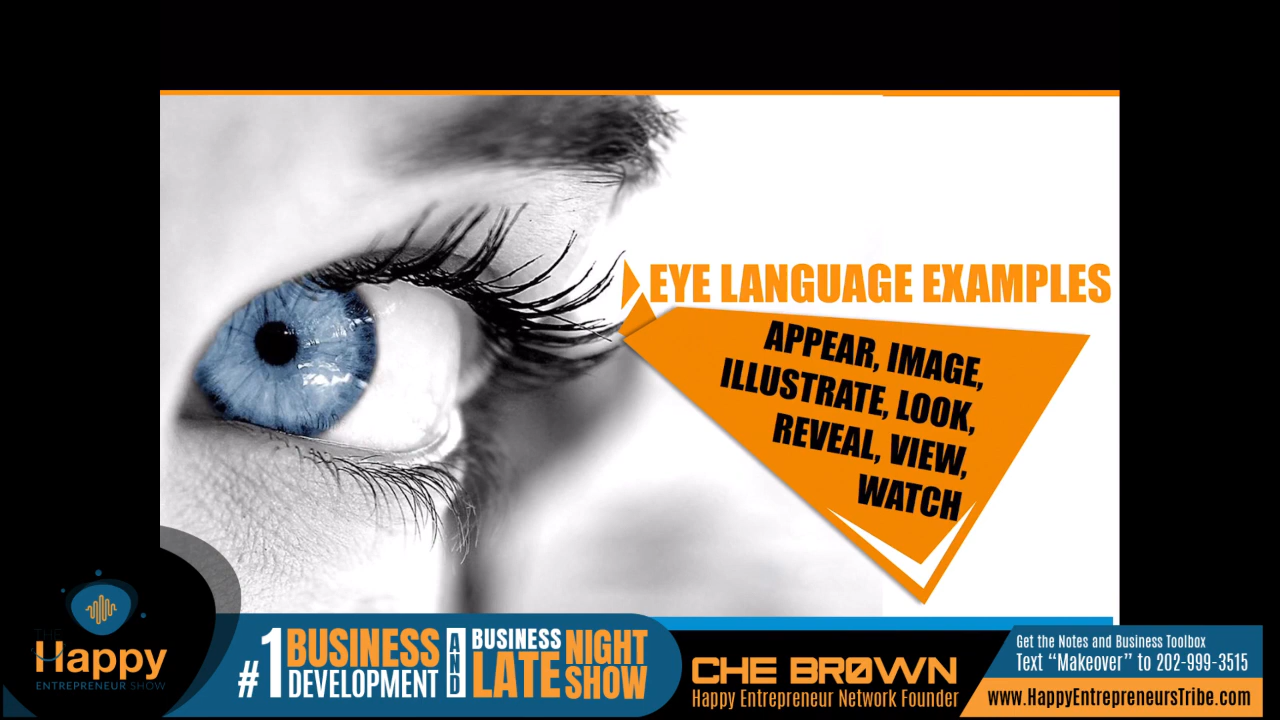 EYE LANGUAGE EXAMPLES
APPEAR, IMAGE,
ILLUSTRATE, LOOK,
REVEAL, VIEW,
WATCH
THE
Happy
ENTREPRENEUR SHOW
#1 BUSINESS DEVELOPMENT AND BUSINESS LATE NIGHT SHOW
CHE BRØWN
Happy Entrepreneur Network Founder
Get the Notes and Business Toolbox
Text “Makeover” to 202-999-3515
www.HappyEntrepreneursTribe.com